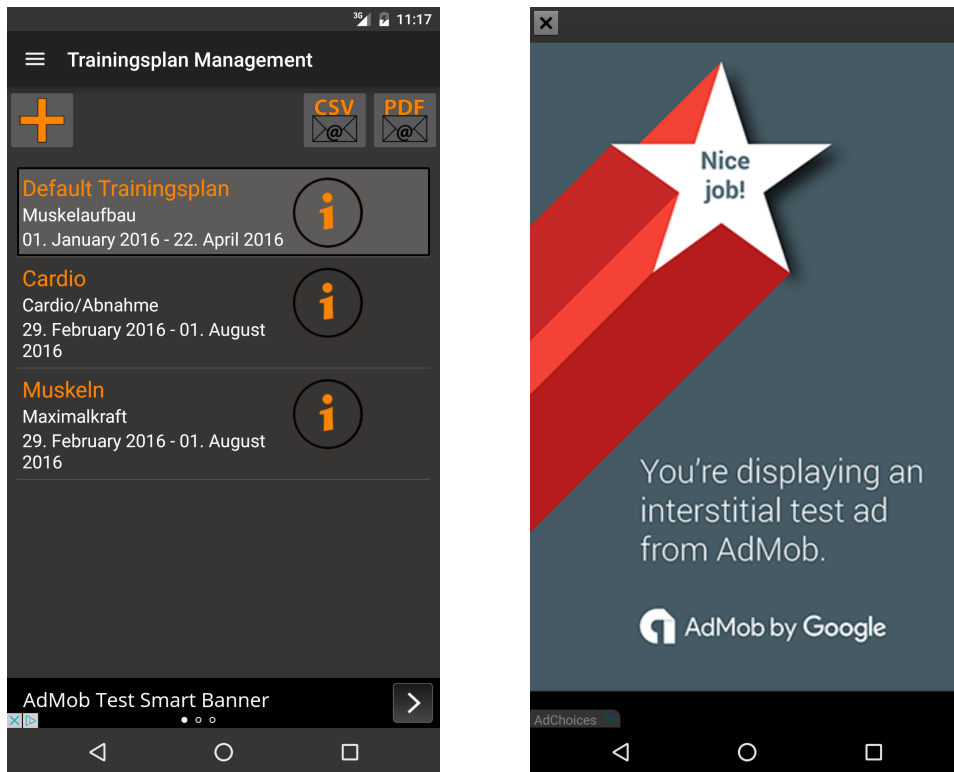 3G 11:17
Trainingsplan Management
CSV PDF
@ @
Default Trainingsplan
Muskelaufbau
01. January 2016 - 22. April 2016
i
Cardio
Cardio/Abnahme
29. February 2016 - 01. August
2016
i
Muskeln
Maximalkraft
29. February 2016 - 01. August
2016
i
AdMob Test Smart Banner
Nice
job!
You're displaying an
interstitial test ad
from AdMob.
AdMob by Google
AdChoices